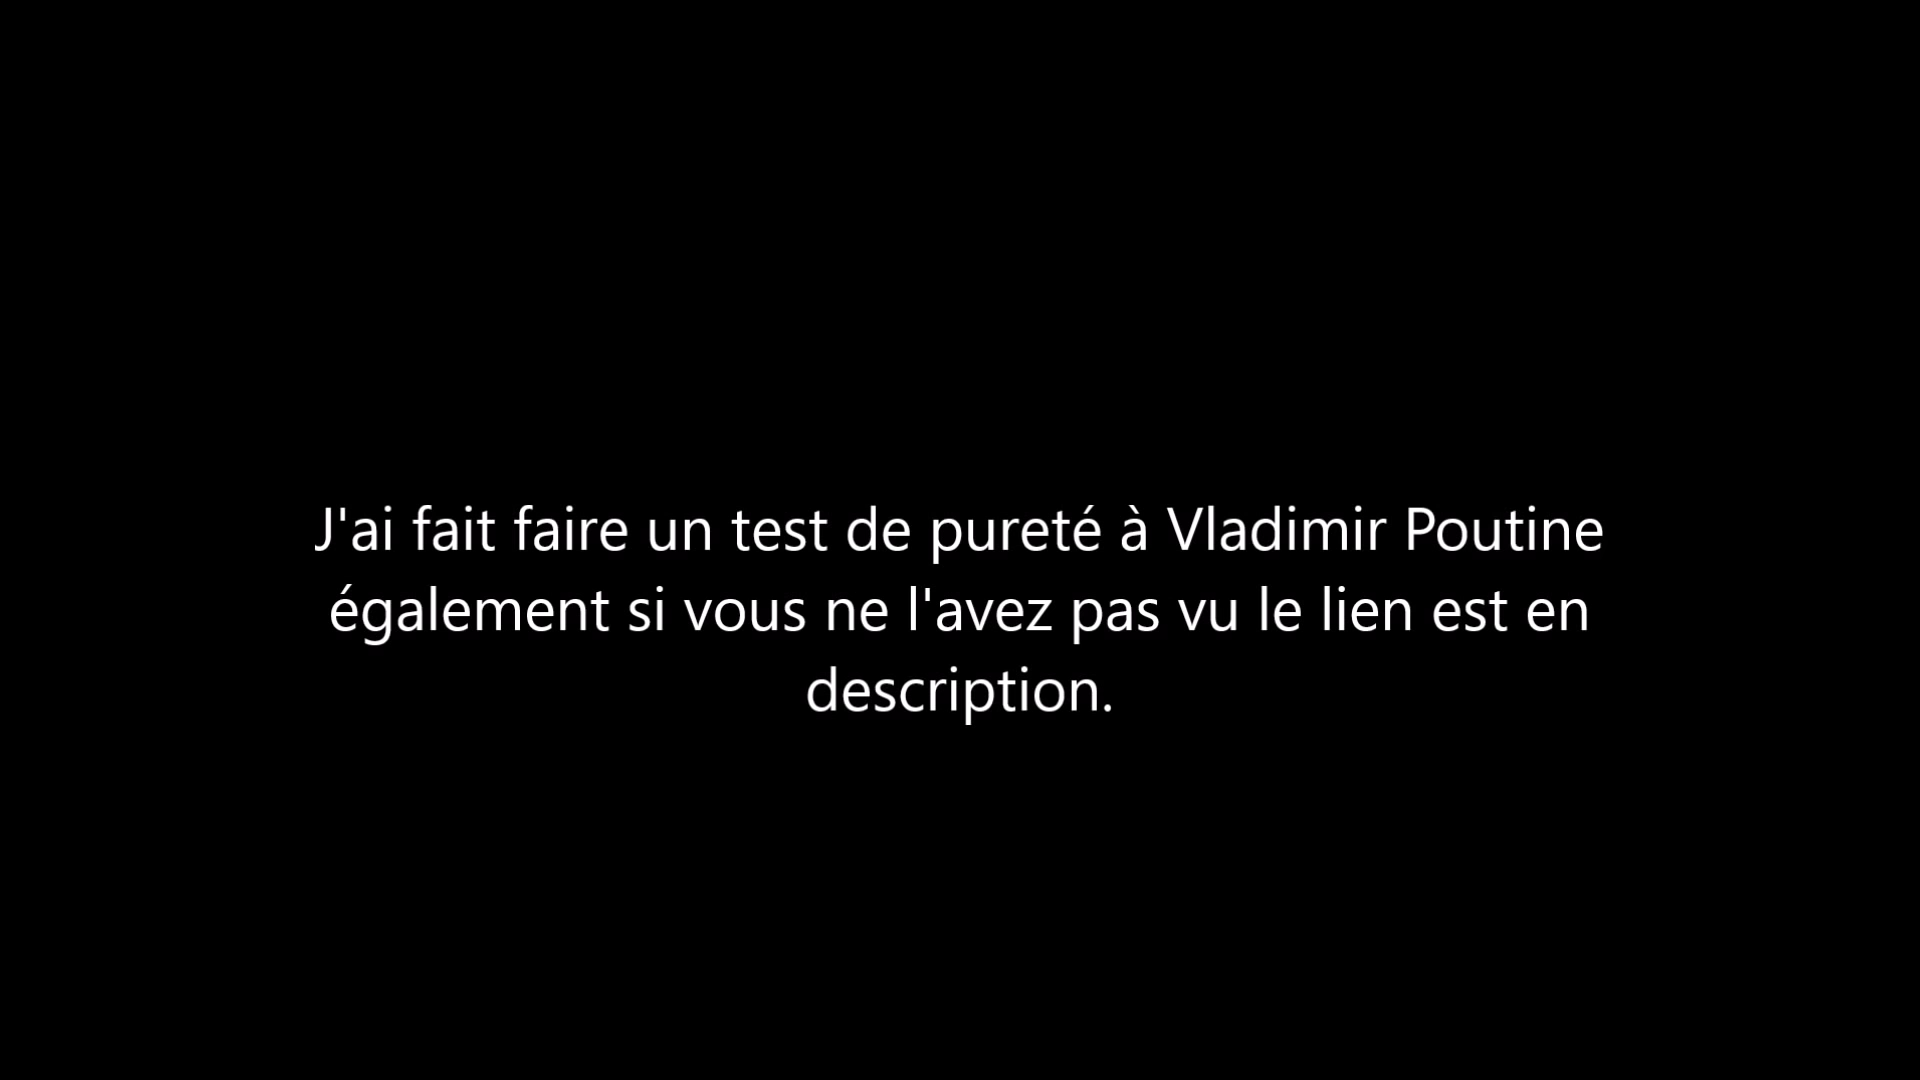 J'ai fait faire un test de pureté à Vladimir Poutine
également si vous ne l'avez pas vu le lien est en
description.